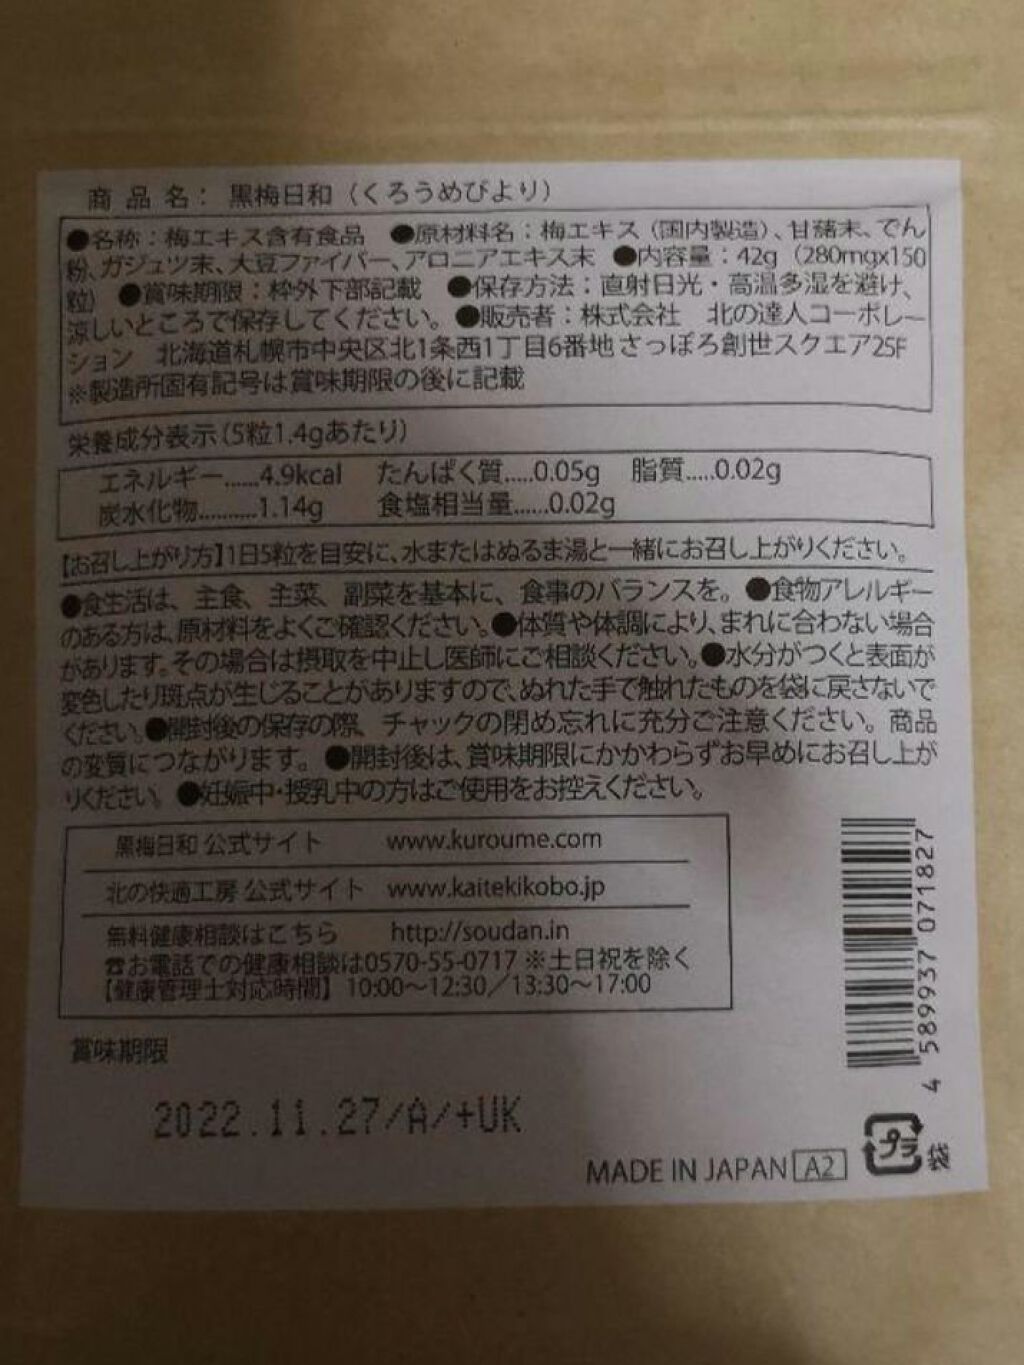 商品名：黒梅日和（くろうめびより）
●名称：梅エキス含有食品 ●原材料名：梅エキス（国内製造）、甘藷末、でん
粉、ガジュツ末、大豆ファイバー、アロニアエキス末 ●内容量：42g（280mgx150
粒） ●賞味期限：枠外下部記載 ●保存方法：直射日光・高温多湿を避け、
涼しいところで保存してください。●販売者：株式会社 北の達人コーポレー
ション 北海道札幌市中央区北1条西1丁目6番地さっぽろ創世スクエア25F
※製造所固有記号は賞味期限の後に記載
栄養成分表示（5粒1.4gあたり）
エネルギー......4.9kcal たんぱく質.....0.05g 脂質.....0.02g
炭水化物..........1.14g 食塩相当量......0.02g
【お召し上がり方】1日5粒を目安に、水またはぬるま湯と一緒にお召し上がりください。
●食生活は、主食、主菜、副菜を基本に、食事のバランスを。●食物アレルギー
のある方は、原材料をよくご確認ください。●体質や体調により、まれに合わない場合
があります。その場合は摂取を中止し医師にご相談ください。●水分がつくと表面が
変色したり斑点が生じることがありますので、ぬれた手で触れたものを袋に戻さないで
ください。●開封後の保存の際、チャックの閉め忘れに充分ご注意ください。商品
の変質につながります。●開封後は、賞味期限にかかわらずお早めにお召し上が
りください。●妊娠中・授乳中の方はご使用をお控えください。
黒梅日和 公式サイト www.kuroume.com
北の快適工房 公式サイト www.kaitekikobo.jp
無料健康相談はこちら http://soudan.in
☎お電話での健康相談は0570-55-0717 ※土日祝を除く
【健康管理士対応時間】 10:00〜12:30／13:30〜17:00
4 589937 071827
賞味期限
2022.11.27/A/+UK
MADE IN JAPAN A2
プラ 袋